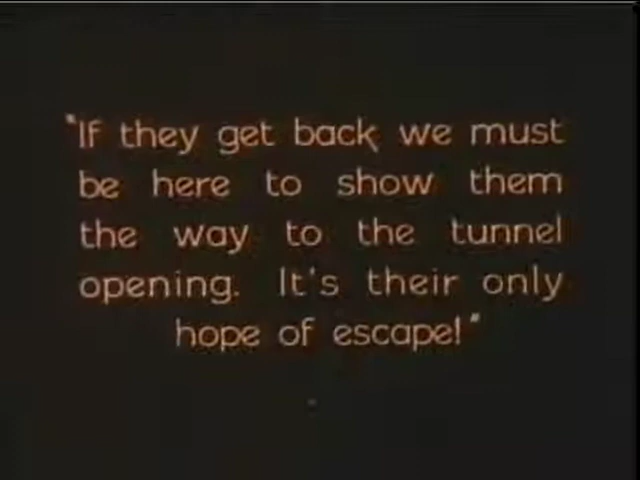 "If they get back we must
be here to show them
the way to the tunnel
opening. It's their only
hope of escape!"